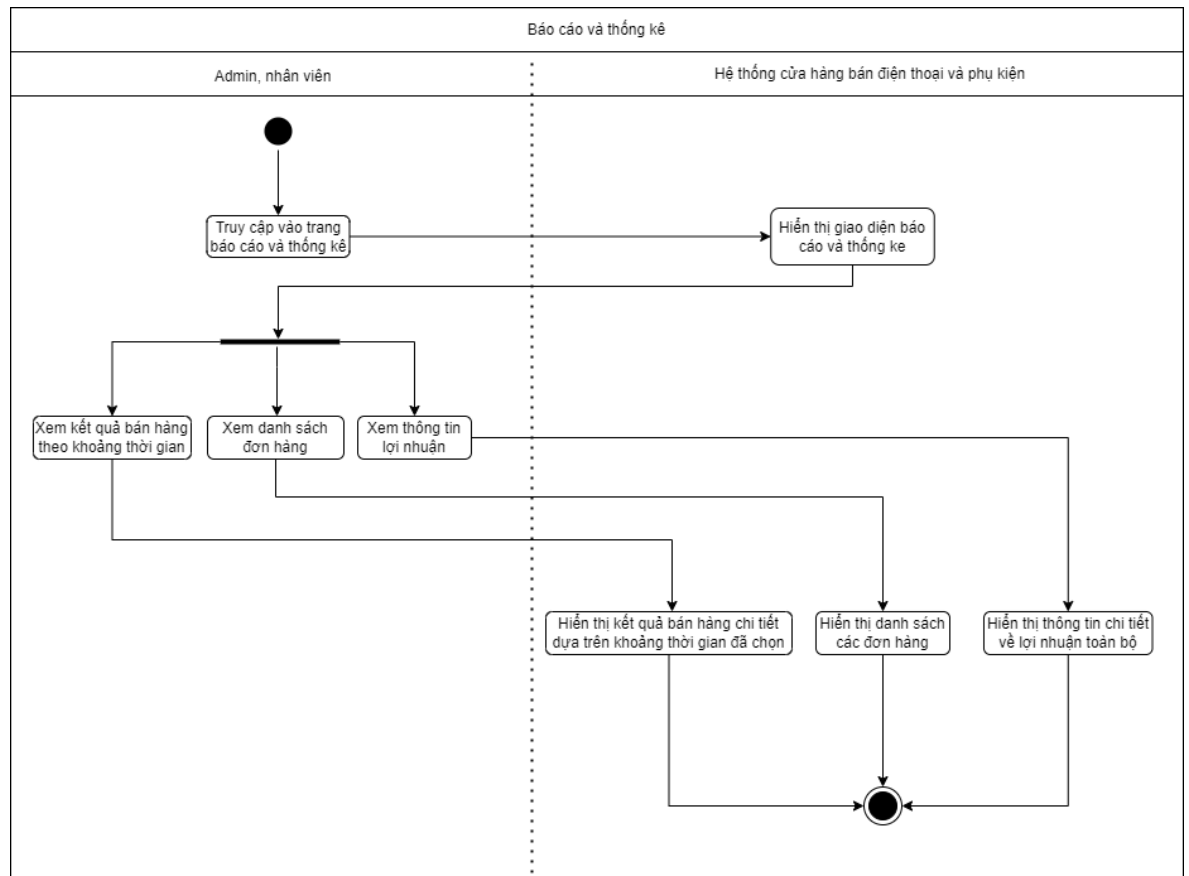 Báo cáo và thống kê
Admin, nhân viên
Hệ thống cửa hàng bán điện thoại và phụ kiện
Truy cập vào trang
báo cáo và thống kê
Hiển thị giao diện báo
cáo và thống ke
Xem kết quả bán hàng
theo khoảng thời gian
Xem danh sách
đơn hàng
Xem thông tin
lợi nhuận
Hiển thị kết quả bán hàng chi tiết
dựa trên khoảng thời gian đã chọn
Hiển thị danh sách
các đơn hàng
Hiển thị thông tin chi tiết
về lợi nhuận toàn bộ